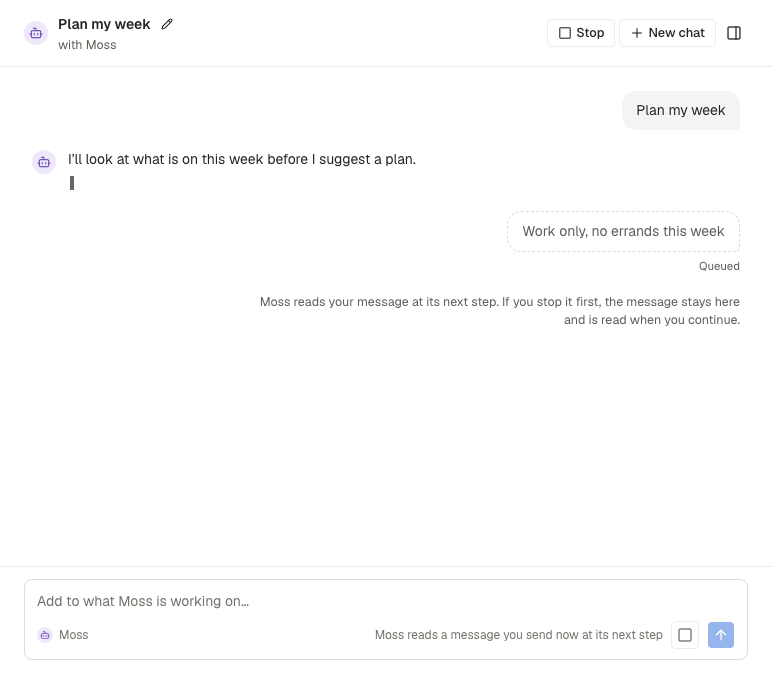 Plan my week
with Moss
Stop
New chat
Plan my week
I'll look at what is on this week before I suggest a plan.
Work only, no errands this week
Queued
Moss reads your message at its next step. If you stop it first, the message stays here
and is read when you continue.
Add to what Moss is working on...
Moss
Moss reads a message you send now at its next step